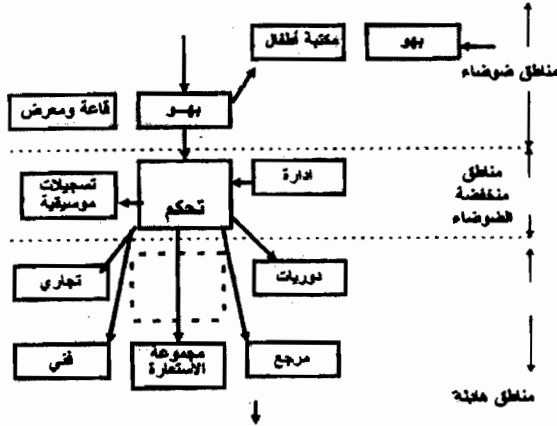 بهو
مكتبة أطفال
مناطق ضوضاء
بهـو
قاعة ومعرض
مناطق
منخفضة
الضوضاء
ادارة
تحكم
تسجيلات
موسيقية
دوريات
تجاري
مرجع
مجموعة
الاستعارة
فني
مناطق هادئة